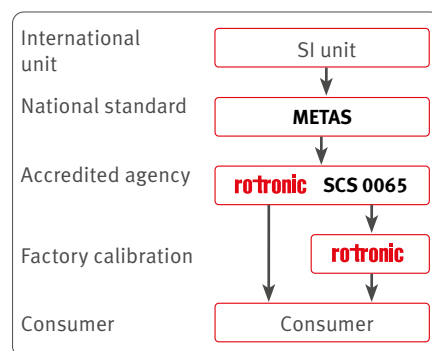 International
unit
SI unit
National standard
METAS
Accredited agency
rotronic SCS 0065
Factory calibration
rotronic
Consumer
Consumer